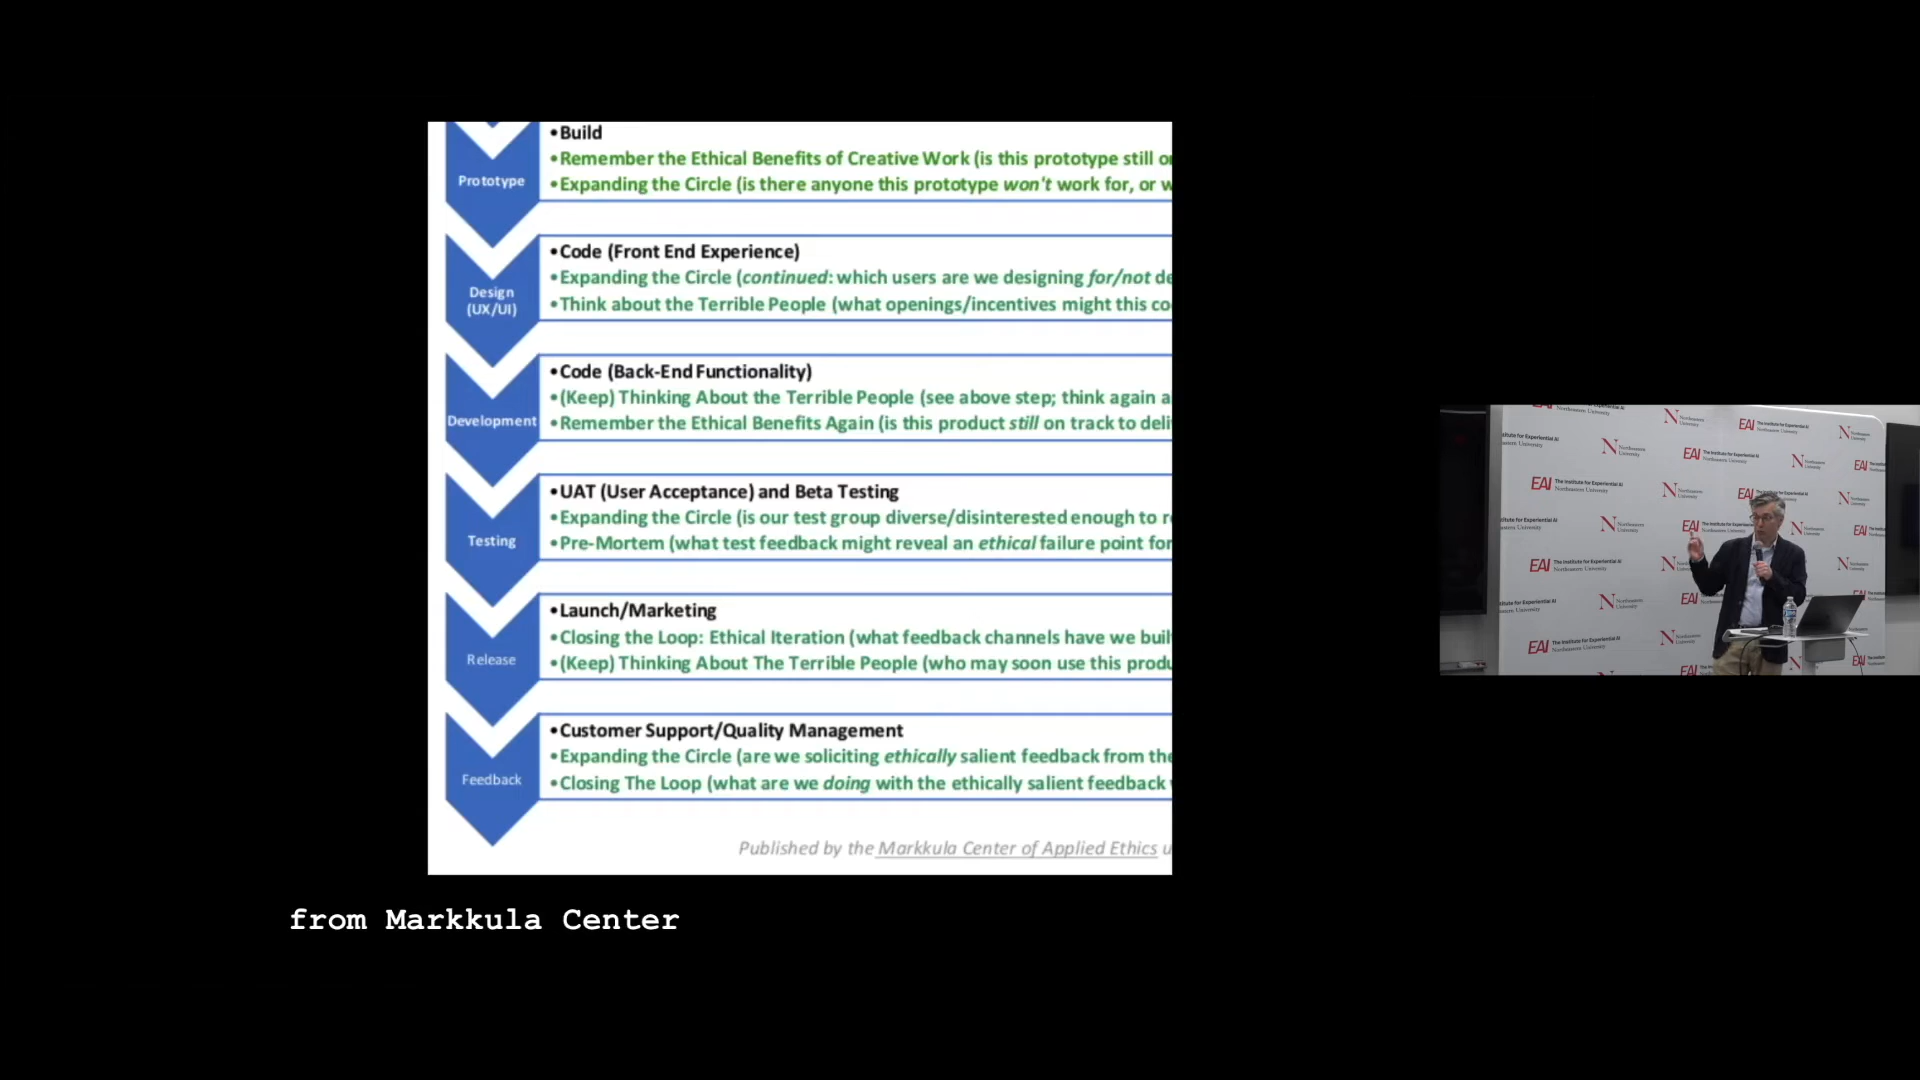 •Build
•Remember the Ethical Benefits of Creative Work (is this prototype still
Prototype
•Expanding the Circle (is there anyone this prototype won't work for, or
•Code (Front End Experience)
•Expanding the Circle (continued: which users are we designing for/not
Design
(UX/UI)
•Think about the Terrible People (what openings/incentives might this
•Code (Back-End Functionality)
•(Keep) Thinking About the Terrible People (see above step; think again
Development
•Remember the Ethical Benefits Again (is this product still on track to
•UAT (User Acceptance) and Beta Testing
•Expanding the Circle (is our test group diverse/disinterested enough to
Testing
•Pre-Mortem (what test feedback might reveal an ethical failure point for
•Launch/Marketing
•Closing the Loop: Ethical Iteration (what feedback channels have we
Release
•(Keep) Thinking About The Terrible People (who may soon use this
•Customer Support/Quality Management
•Expanding the Circle (are we soliciting ethically salient feedback from
Feedback
•Closing The Loop (what are we doing with the ethically salient feedback
Published by the Markkula Center of Applied Ethics
from Markkula Center
EAI The Institute for Experiential AI
Northeastern University
N Northeastern University